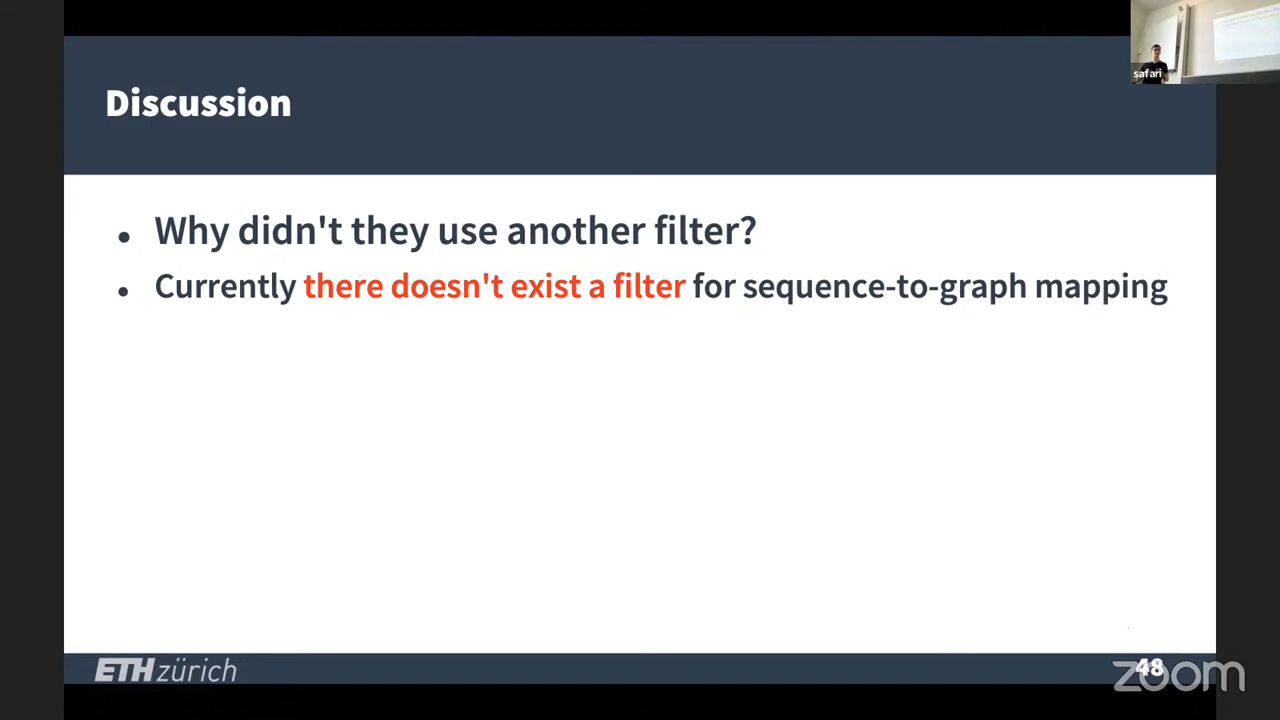 safari
Discussion
• Why didn't they use another filter?
• Currently there doesn't exist a filter for sequence-to-graph mapping
ETH zürich
48
zoom